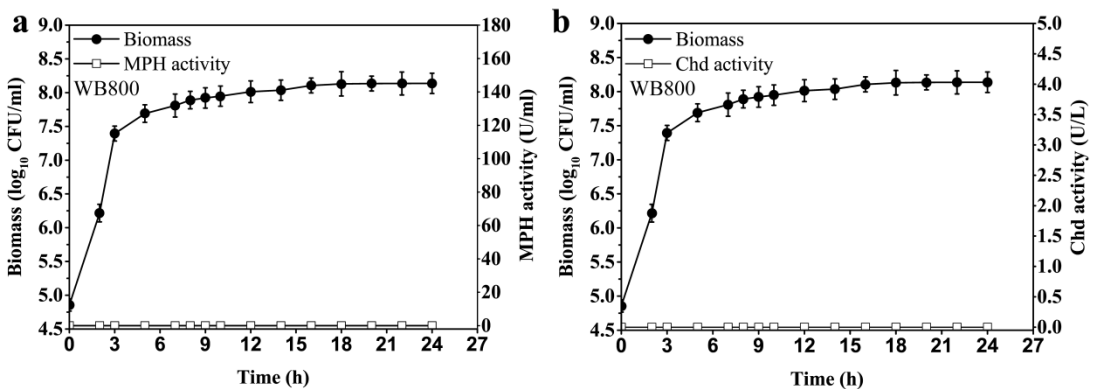 a
Biomass
MPH activity
WB800
9.0
8.5
8.0
7.5
7.0
6.5
6.0
5.5
5.0
4.5
Biomass (log10 CFU/ml)
180
160
140
120
100
80
60
40
20
0
MPH activity (U/ml)
0 3 6 9 12 15 18 21 24 27
Time (h)
b
Biomass
Chd activity
WB800
9.0
8.5
8.0
7.5
7.0
6.5
6.0
5.5
5.0
4.5
Biomass (log10 CFU/ml)
5.0
4.5
4.0
3.5
3.0
2.5
2.0
1.5
1.0
0.5
0.0
Chd activity (U/L)
0 3 6 9 12 15 18 21 24 27
Time (h)